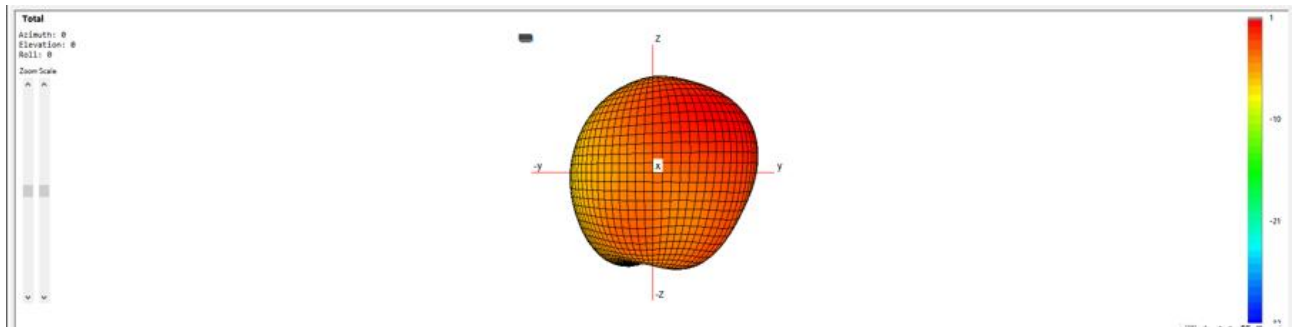 Total
Azimuth: 0
Elevation: 0
Roll: 0
Zoom Scale
z
-y
x
y
-z
1
-10
-21